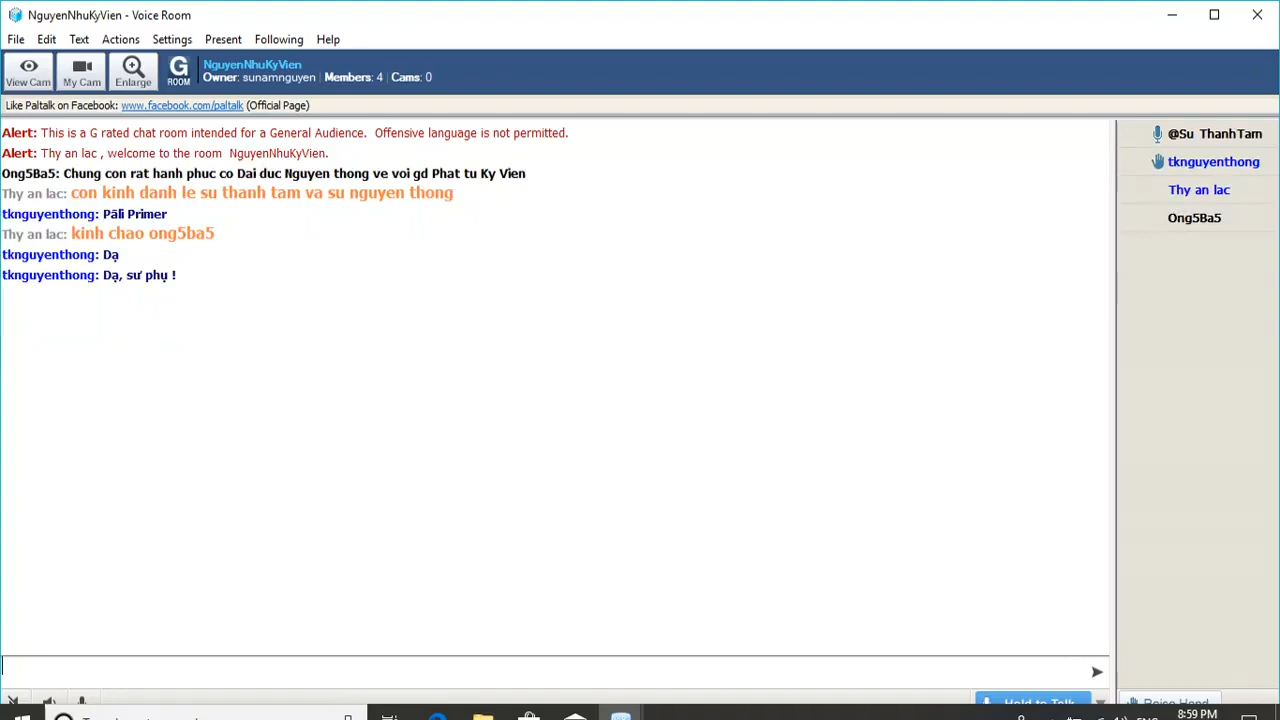 NguyenNhuKyVien - Voice Room
File Edit Text Actions Settings Present Following Help
View Cam My Cam Enlarge G ROOM
NguyenNhuKyVien
Owner: sunamnguyen | Members: 4 | Cams: 0
Like Paltalk on Facebook: www.facebook.com/paltalk (Official Page)
Alert: This is a G rated chat room intended for a General Audience. Offensive language is not permitted.
Alert: Thy an lac , welcome to the room NguyenNhuKyVien.
Ong5Ba5: Chung con rat hanh phuc co Dai duc Nguyen thong ve voi gd Phat tu Ky Vien
Thy an lac: con kinh danh le su thanh tam va su nguyen thong
tknguyenthong: Pāli Primer
Thy an lac: kinh chao ong5ba5
tknguyenthong: Dạ
tknguyenthong: Dạ, sư phụ !
@Su ThanhTam
tknguyenthong
Thy an lac
Ong5Ba5
Hold to Talk
Raise Hand
ENG
8:59 PM